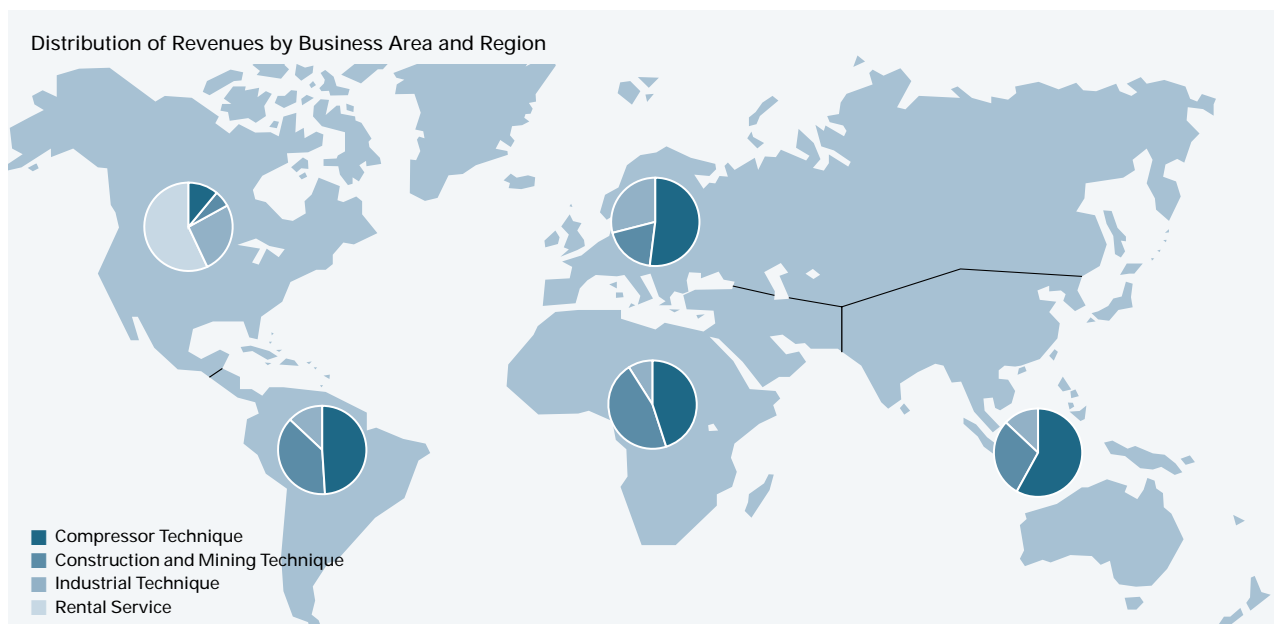 Distribution of Revenues by Business Area and Region
Compressor Technique
Construction and Mining Technique
Industrial Technique
Rental Service